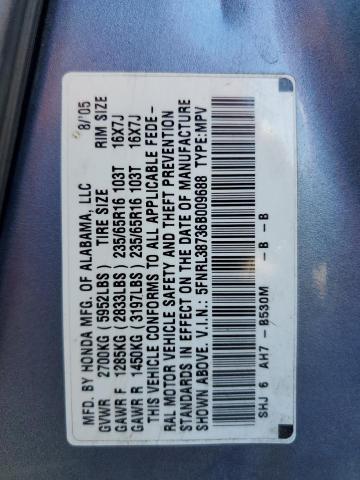 MFD. BY HONDA MFG. OF ALABAMA, LLC 8/'05
GVWR 2700KG (5952LBS) TIRE SIZE RIM SIZE
GAWR F 1285KG (2833LBS) 235/65R16 103T 16X7J
GAWR R 1450KG (3197LBS) 235/65R16 103T 16X7J
THIS VEHICLE CONFORMS TO ALL APPLICABLE FEDE-
RAL MOTOR VEHICLE SAFETY AND THEFT PREVENTION
STANDARDS IN EFFECT ON THE DATE OF MANUFACTURE
SHOWN ABOVE. V.I.N.: 5FNRL38736B009688 TYPE:MPV
SHJ 6 AH7 -B530M -B -B